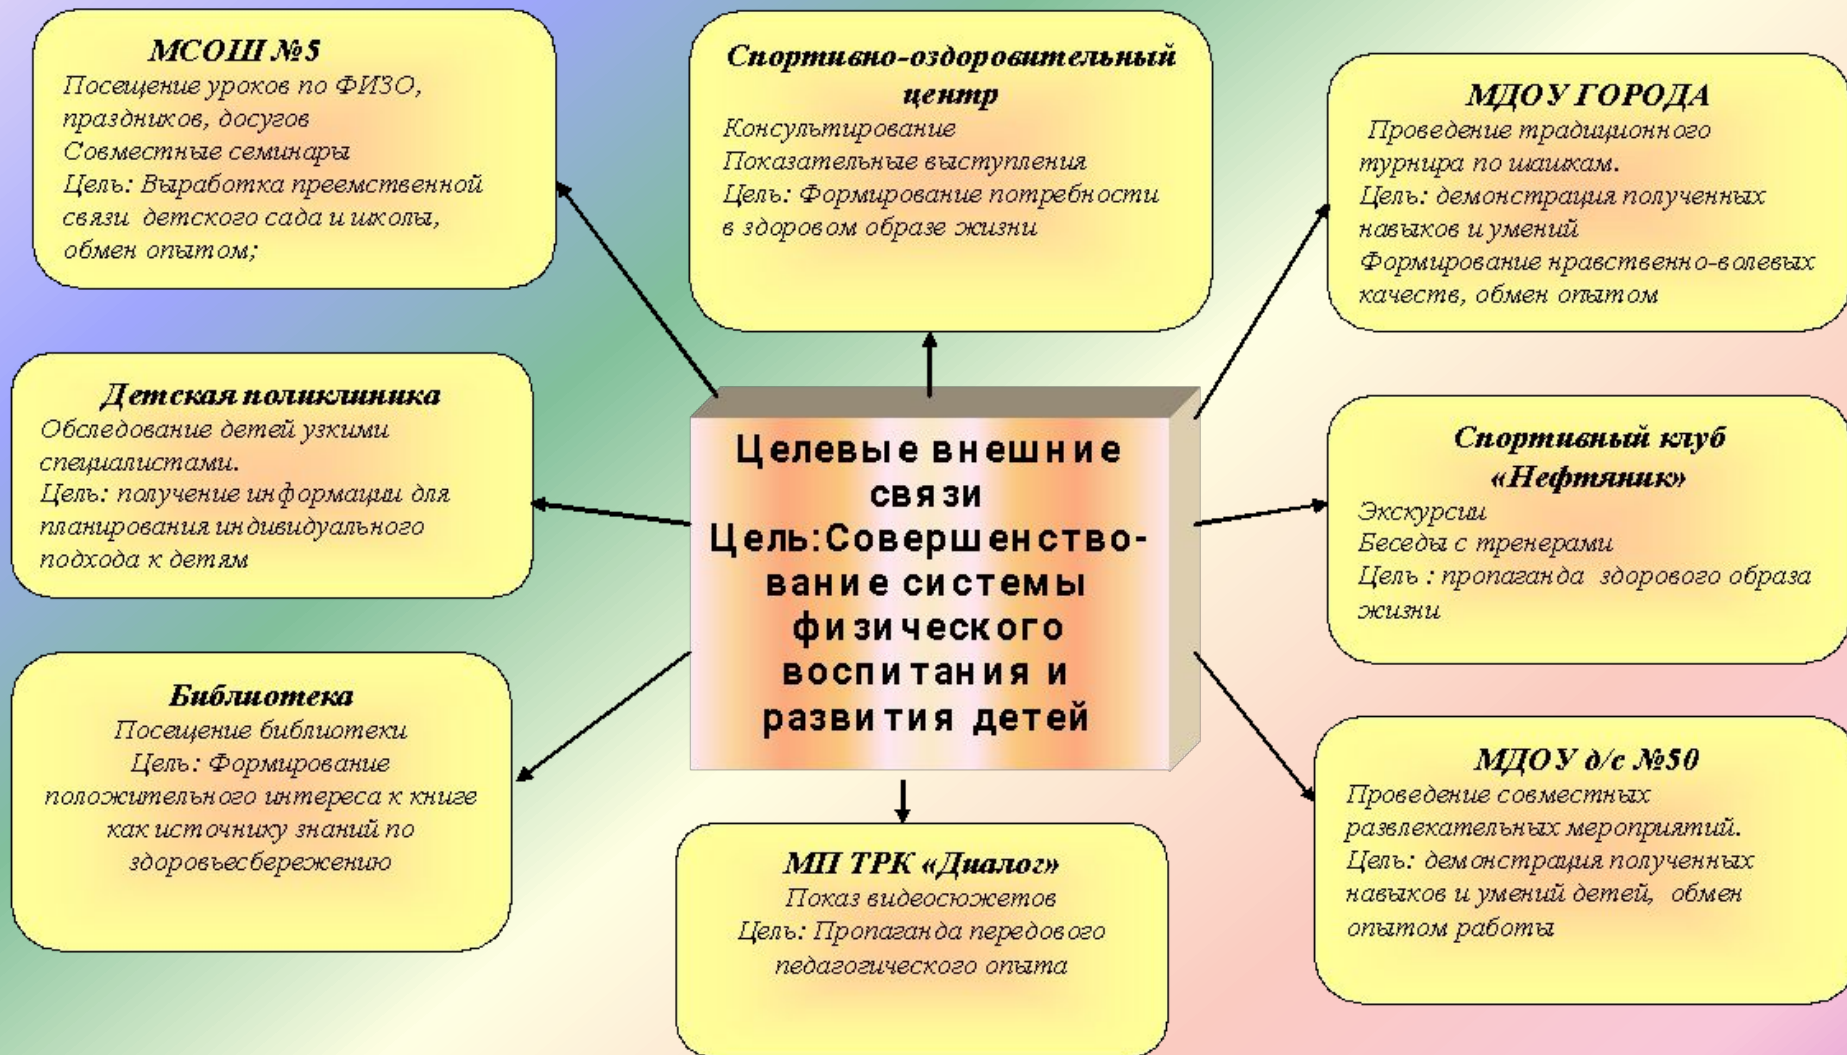 МСОШ №5
Посещение уроков по ФИЗО,
праздников, досугов
Совместные семинары
Цель: Выработка преемственной
связи детского сада и школы,
обмен опытом;
Спортивно-оздоровительный
центр
Консультирование
Показательные выступления
Цель: Формирование потребности
в здоровом образе жизни
МДОУ ГОРОДА
Проведение традиционного
турнира по шашкам.
Цель: демонстрация полученных
навыков и умений
Формирование нравственно-волевых
качеств, обмен опытом
Детская поликлиника
Обследование детей узкими
специалистами.
Цель: получение информации для
планирования индивидуального
подхода к детям
Целевые внешние
связи
Цель:Совершенство-
вание системы
физического
воспитания и
развития детей
Спортивный клуб
«Нефтяник»
Экскурсии
Беседы с тренерами
Цель : пропаганда здорового образа
жизни
Библиотека
Посещение библиотеки
Цель: Формирование
положительного интереса к книге
как источнику знаний по
здоровьесбережению
МП ТРК «Диалог»
Показ видеосюжетов
Цель: Пропаганда передового
педагогического опыта
МДОУ д/с №50
Проведение совместных
развлекательных мероприятий.
Цель: демонстрация полученных
навыков и умений детей, обмен
опытом работы